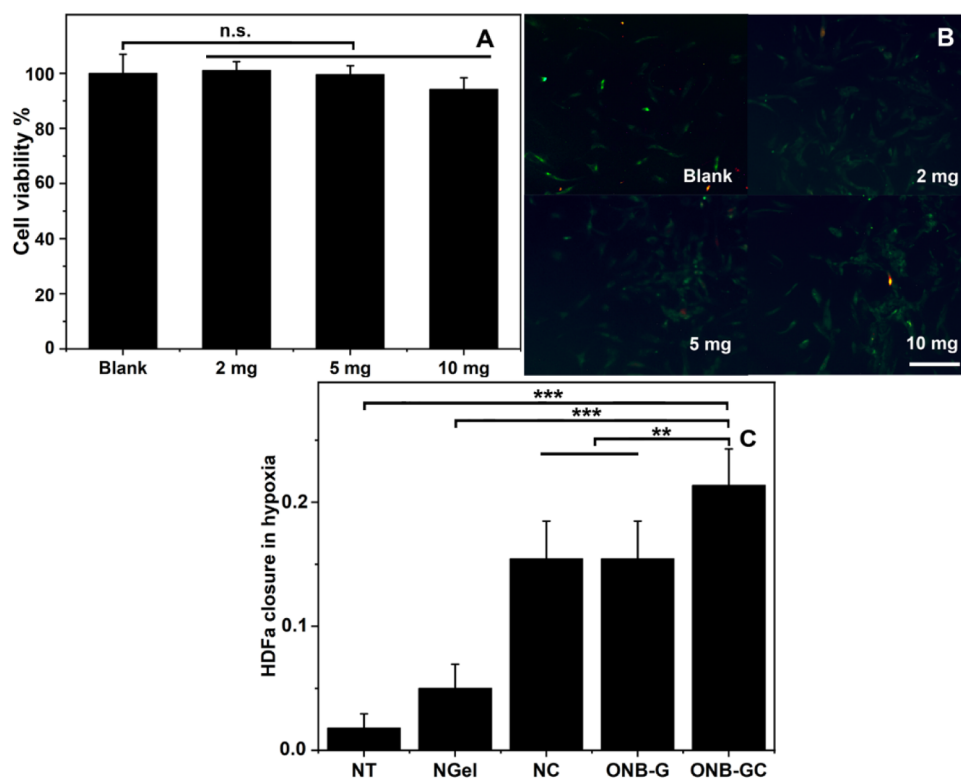 n.s.
A
Cell viability %
100
80
60
40
20
0
Blank
2 mg
5 mg
10 mg
B
Blank
2 mg
5 mg
10 mg
***
***
**
C
HDFa closure in hypoxia
0.2
0.1
0.0
NT
NGel
NC
ONB-G
ONB-GC